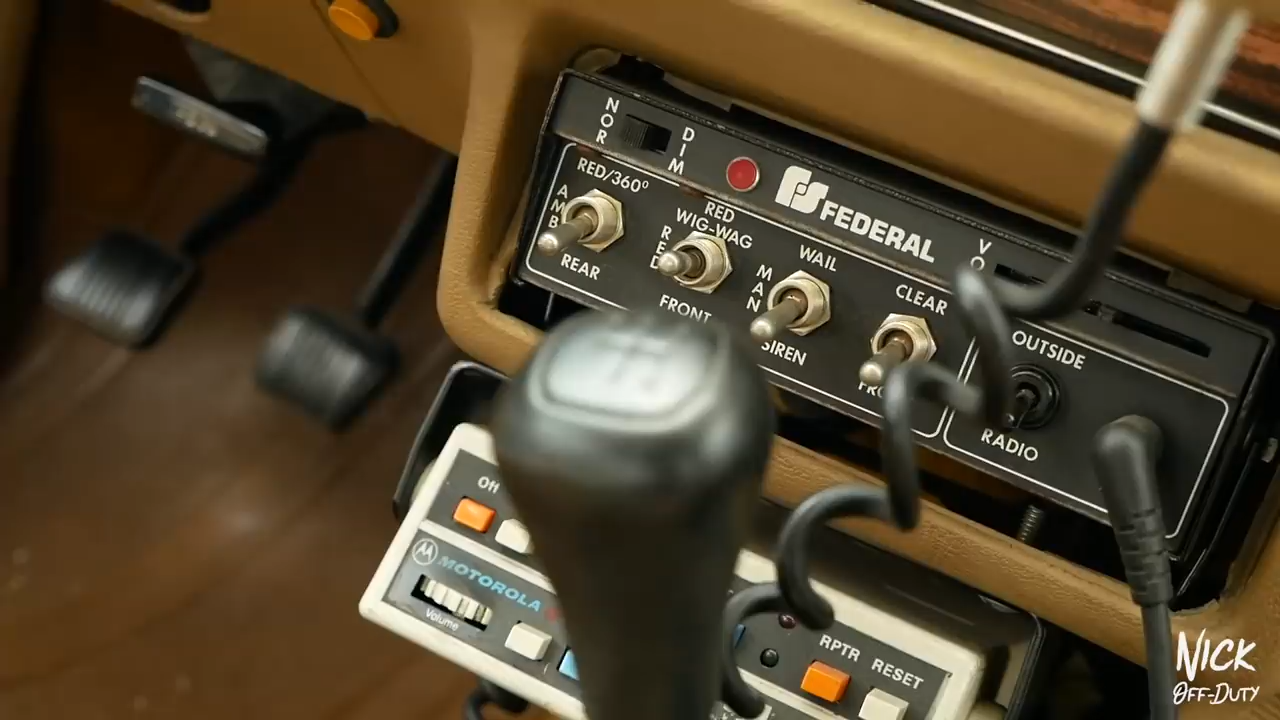 NOR
DIM
FEDERAL
RED/360°
AMB
REAR
RED
WIG-WAG
RED
FRONT
WAIL
MAN
SIREN
CLEAR
VO
OUTSIDE
RADIO
Off
MOTOROLA
Volume
RPTR
RESET
NICK
OFF-DUTY